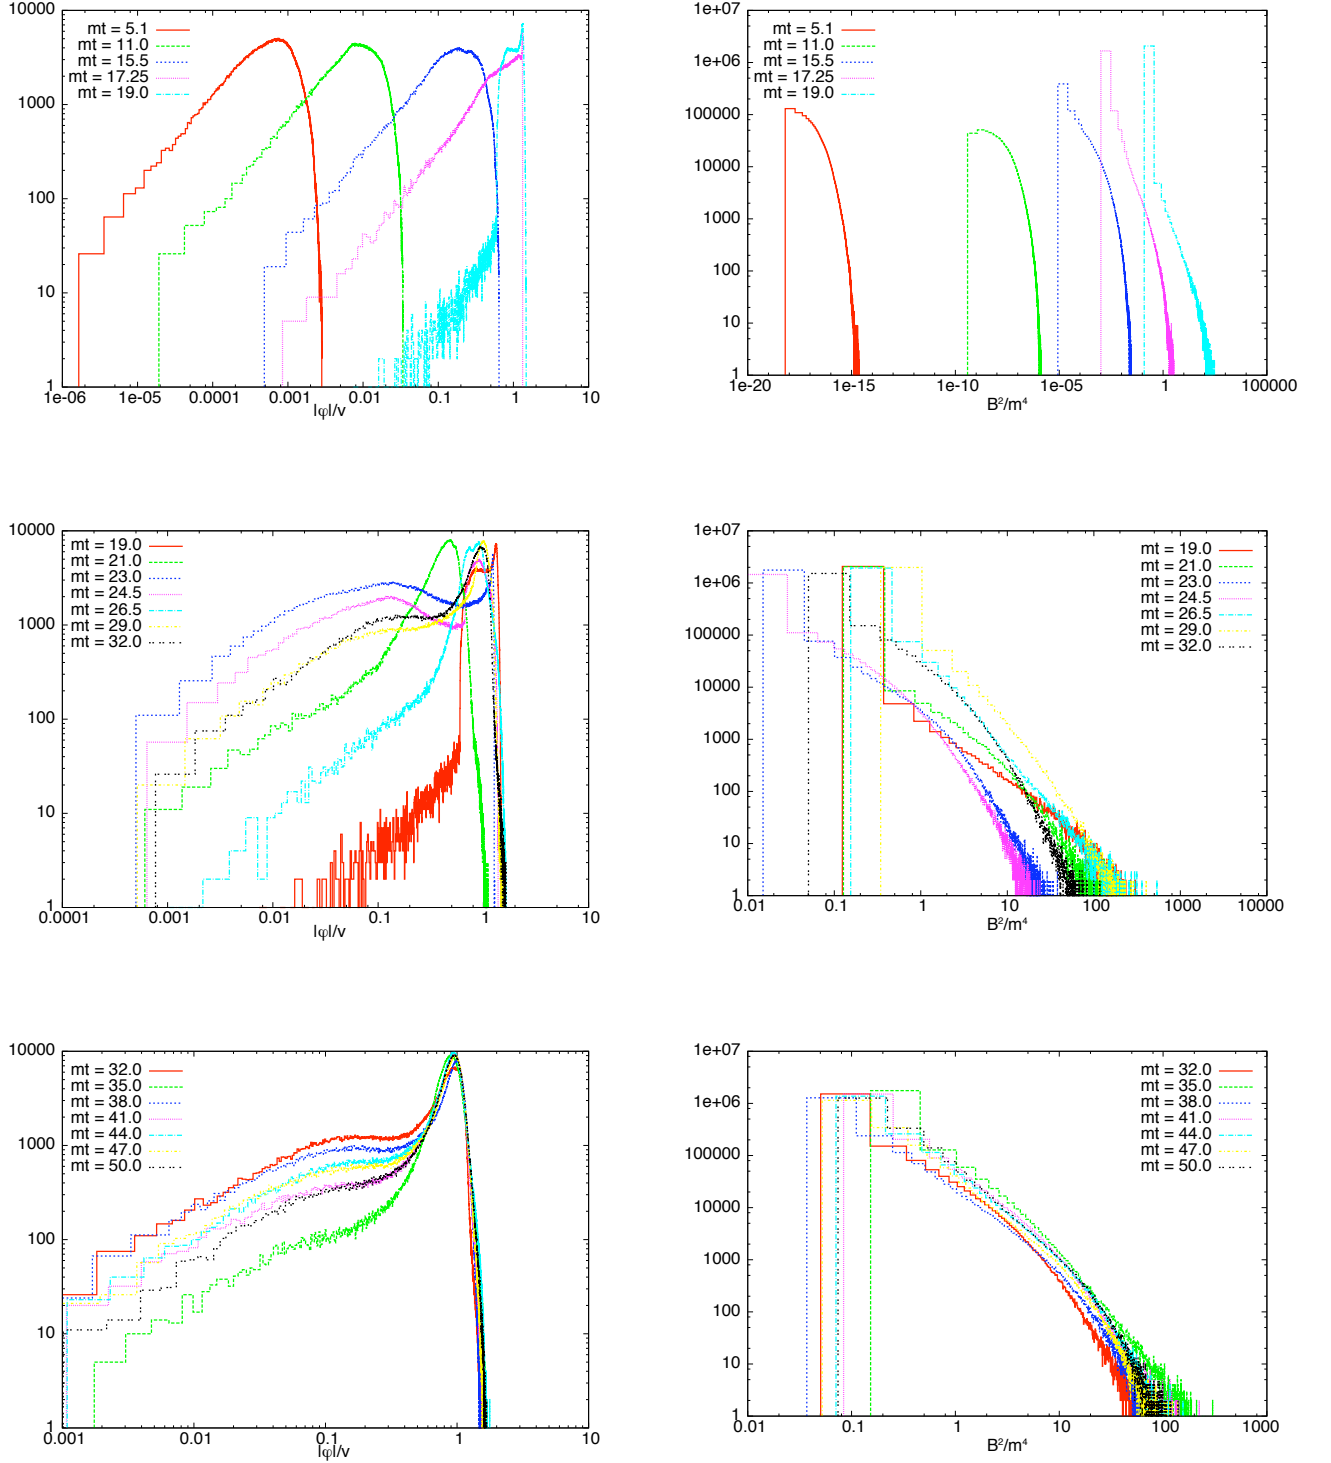 10000
1000
100
10
1
1e-06
1e-05
0.0001
0.001
0.01
0.1
1
10
|φ|/v
mt = 5.1
mt = 11.0
mt = 15.5
mt = 17.25
mt = 19.0
1e+07
1e+06
100000
10000
1000
100
10
1
1e-20
1e-15
1e-10
1e-05
1
100000
B²/m⁴
mt = 5.1
mt = 11.0
mt = 15.5
mt = 17.25
mt = 19.0
10000
1000
100
10
1
0.0001
0.001
0.01
0.1
1
10
|φ|/v
mt = 19.0
mt = 21.0
mt = 23.0
mt = 24.5
mt = 26.5
mt = 29.0
mt = 32.0
1e+07
1e+06
100000
10000
1000
100
10
1
0.01
0.1
1
10
100
1000
10000
B²/m⁴
mt = 19.0
mt = 21.0
mt = 23.0
mt = 24.5
mt = 26.5
mt = 29.0
mt = 32.0
10000
1000
100
10
1
0.001
0.01
0.1
1
10
|φ|/v
mt = 32.0
mt = 35.0
mt = 38.0
mt = 41.0
mt = 44.0
mt = 47.0
mt = 50.0
1e+07
1e+06
100000
10000
1000
100
10
1
0.01
0.1
1
10
100
1000
B²/m⁴
mt = 32.0
mt = 35.0
mt = 38.0
mt = 41.0
mt = 44.0
mt = 47.0
mt = 50.0